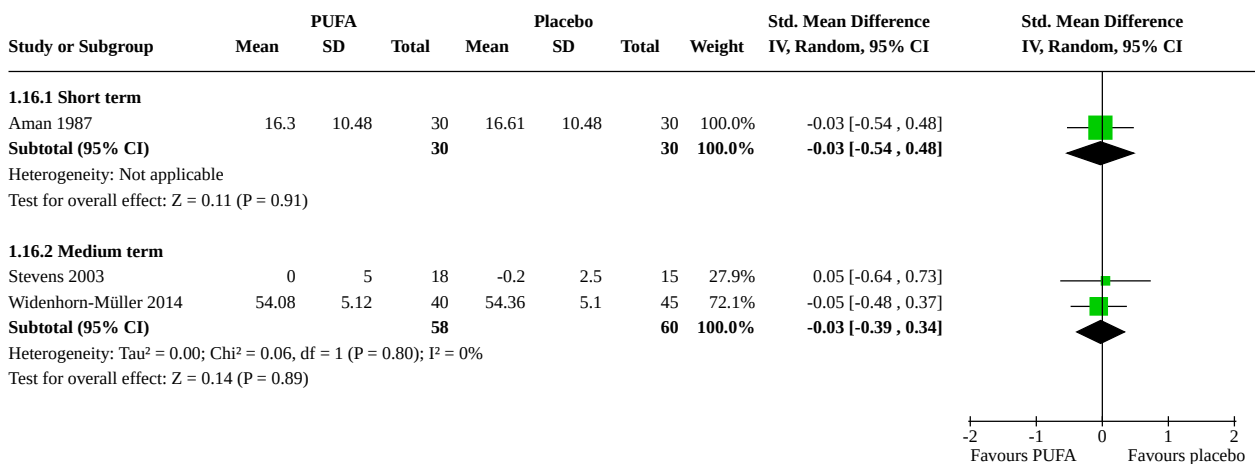 PUFA Placebo Std. Mean Difference Std. Mean Difference
Study or Subgroup Mean SD Total Mean SD Total Weight IV, Random, 95% CI IV, Random, 95% CI
1.16.1 Short term
Aman 1987 16.3 10.48 30 16.61 10.48 30 100.0% -0.03 [-0.54 , 0.48]
Subtotal (95% CI) 30 30 100.0% -0.03 [-0.54 , 0.48]
Heterogeneity: Not applicable
Test for overall effect: Z = 0.11 (P = 0.91)
1.16.2 Medium term
Stevens 2003 0 5 18 -0.2 2.5 15 27.9% 0.05 [-0.64 , 0.73]
Widenhorn-Müller 2014 54.08 5.12 40 54.36 5.1 45 72.1% -0.05 [-0.48 , 0.37]
Subtotal (95% CI) 58 60 100.0% -0.03 [-0.39 , 0.34]
Heterogeneity: Tau² = 0.00; Chi² = 0.06, df = 1 (P = 0.80); I² = 0%
Test for overall effect: Z = 0.14 (P = 0.89)
-2 -1 0 1 2
Favours PUFA Favours placebo